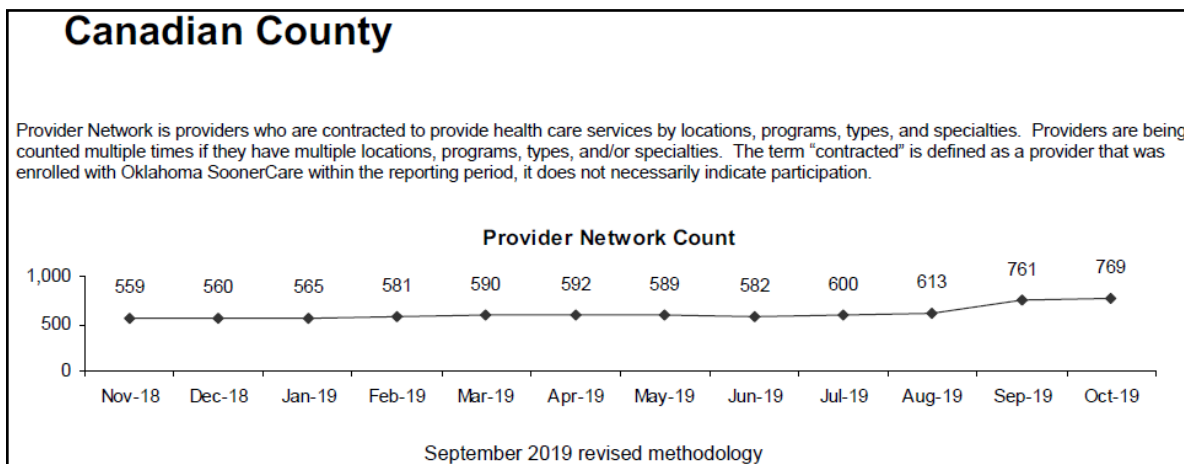 Canadian County
Provider Network is providers who are contracted to provide health care services by locations, programs, types, and specialties.  Providers are being
counted multiple times if they have multiple locations, programs, types, and/or specialties.  The term “contracted” is defined as a provider that was
enrolled with Oklahoma SoonerCare within the reporting period, it does not necessarily indicate participation.
Provider Network Count
1,000
559 560 565 581 590 592 589 582 600 613 761 769
500
0
Nov-18 Dec-18 Jan-19 Feb-19 Mar-19 Apr-19 May-19 Jun-19 Jul-19 Aug-19 Sep-19 Oct-19
September 2019 revised methodology